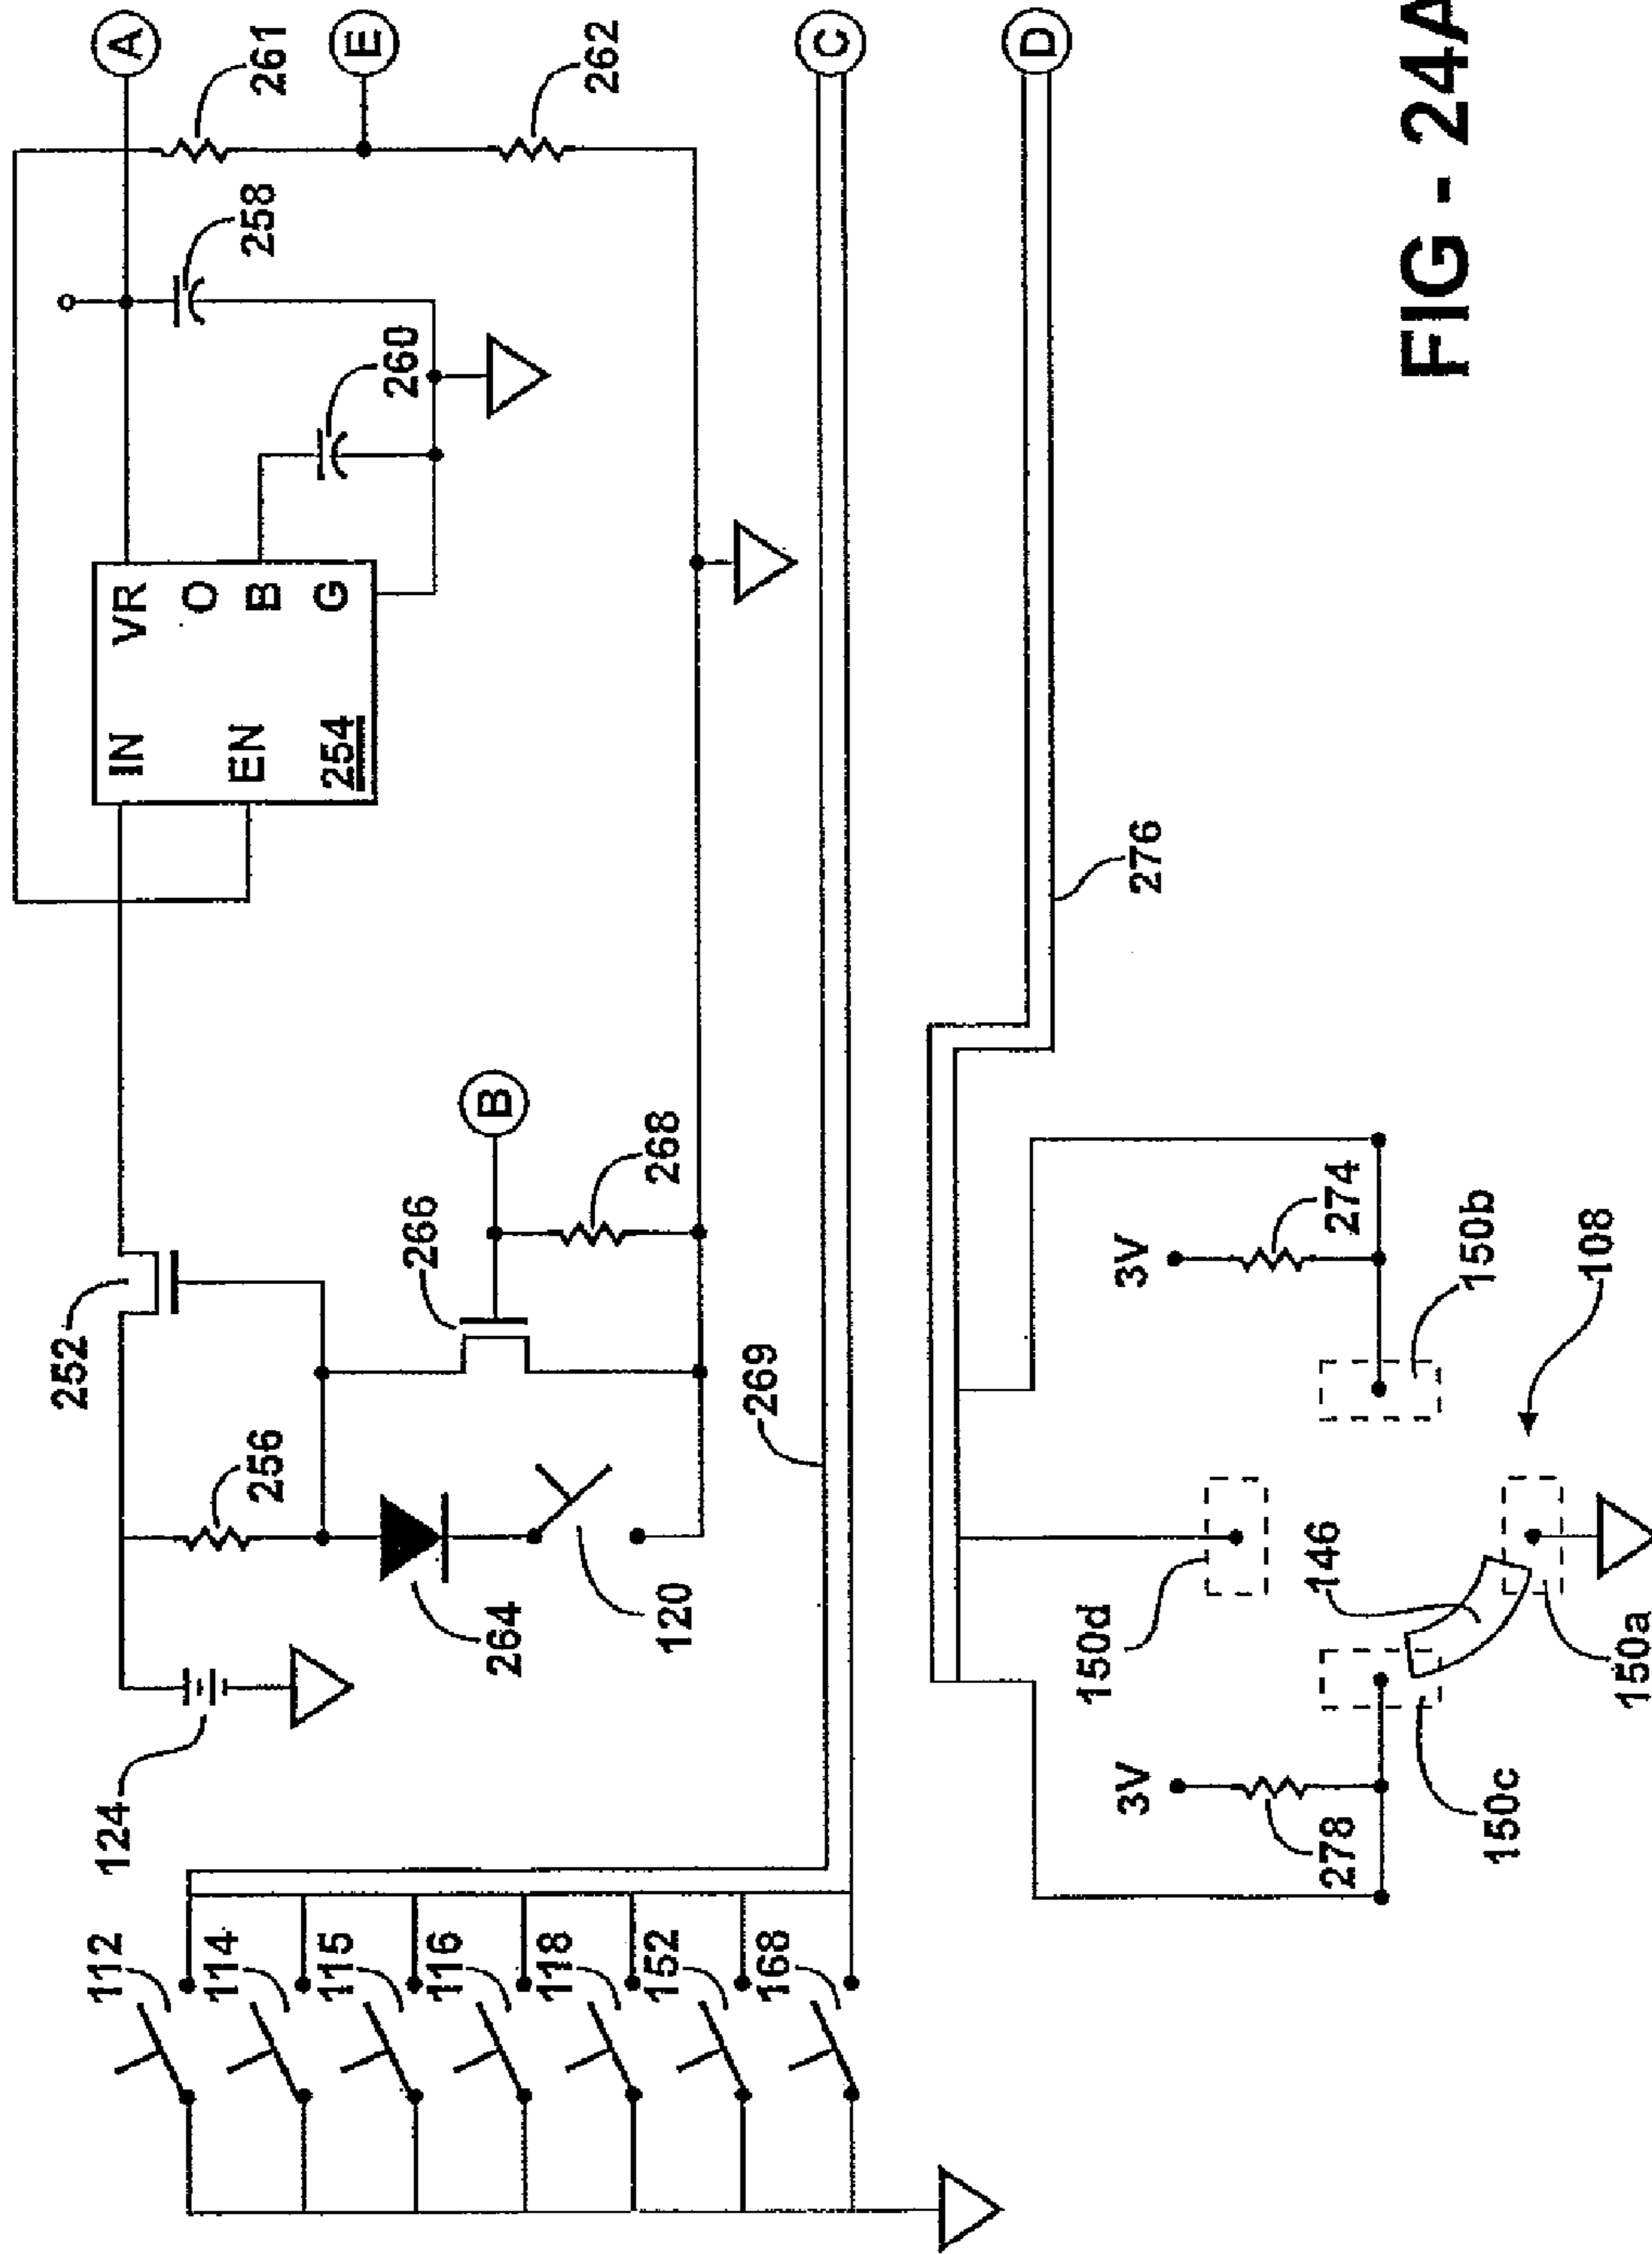 A
261
E
262
C
D
258
260
IN
VR
O
EN
B
254
G
252
256
266
B
268
264
120
124
269
276
112
114
115
116
118
152
168
3V
274
150b
108
150d
146
150a
3V
278
150c
FIG - 24A